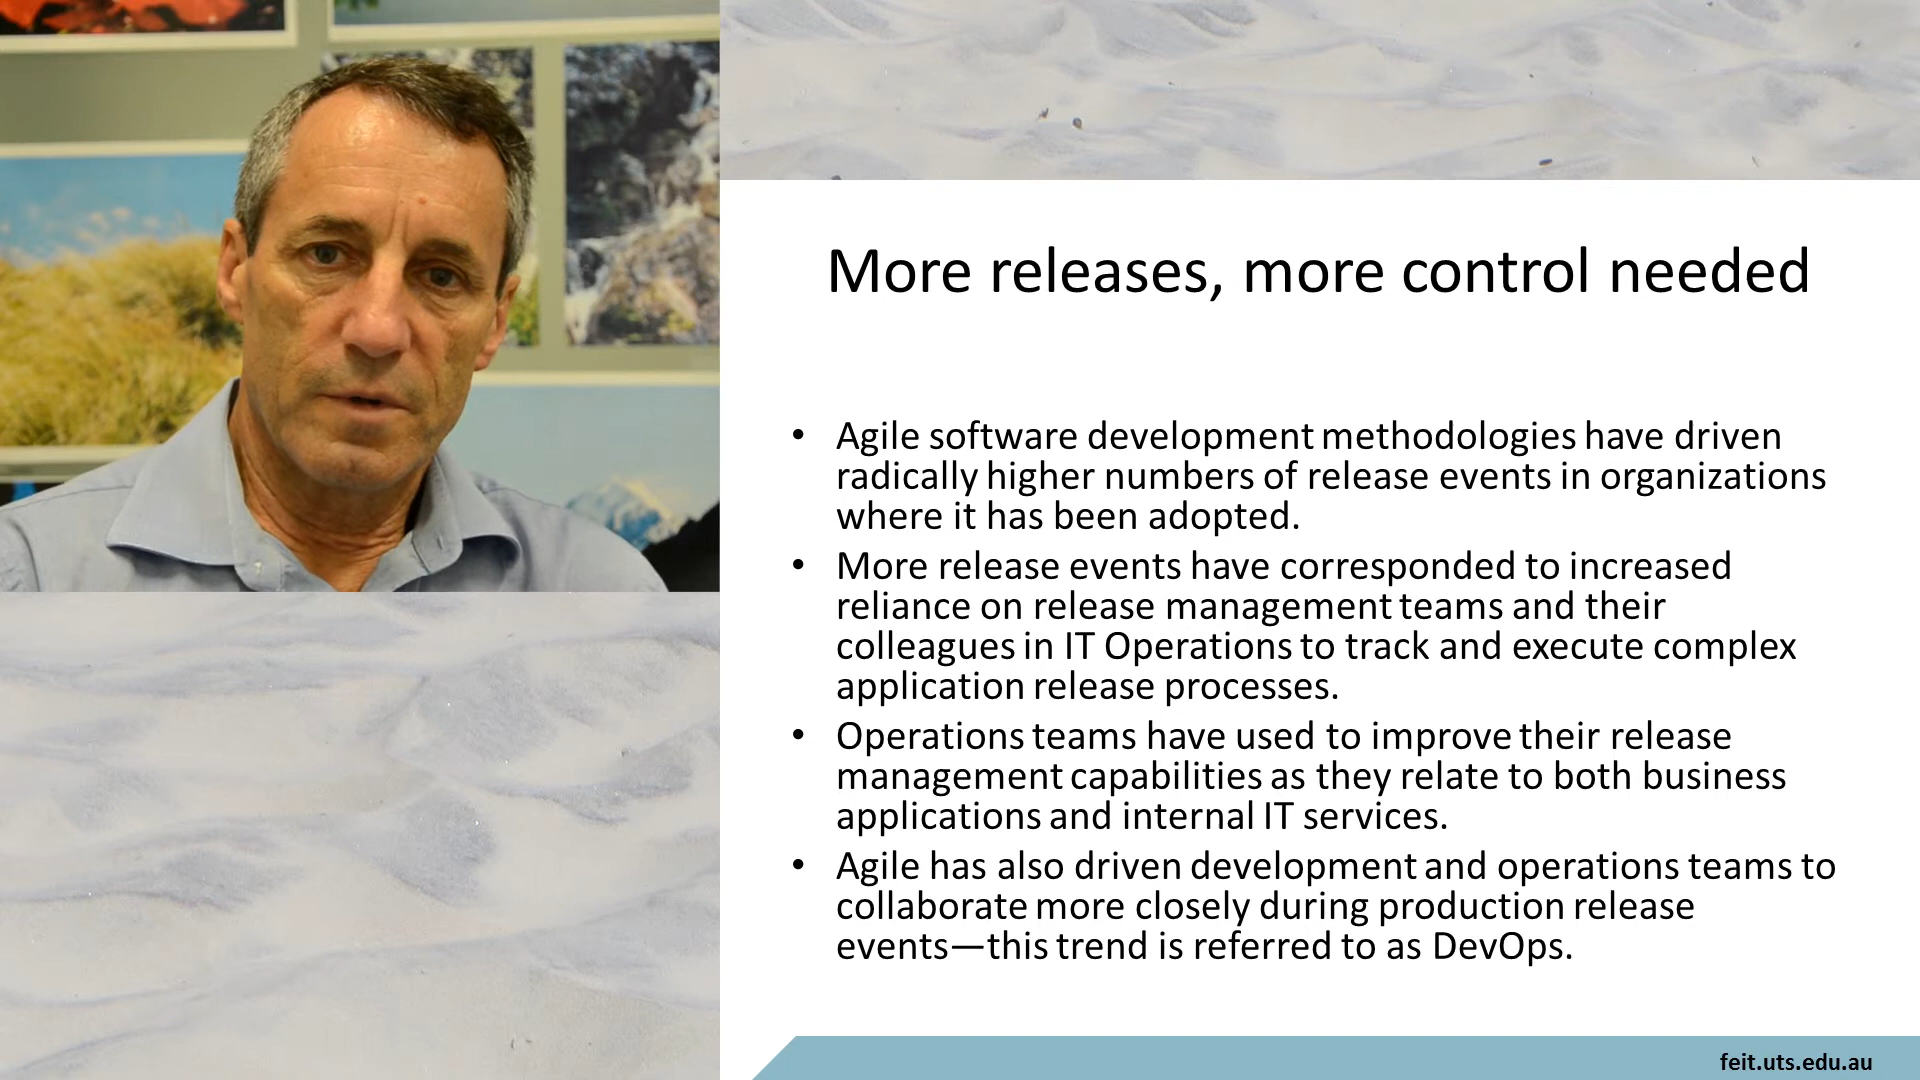 More releases, more control needed
• Agile software development methodologies have driven
radically higher numbers of release events in organizations
where it has been adopted.
• More release events have corresponded to increased
reliance on release management teams and their
colleagues in IT Operations to track and execute complex
application release processes.
• Operations teams have used to improve their release
management capabilities as they relate to both business
applications and internal IT services.
• Agile has also driven development and operations teams to
collaborate more closely during production release
events—this trend is referred to as DevOps.
feit.uts.edu.au